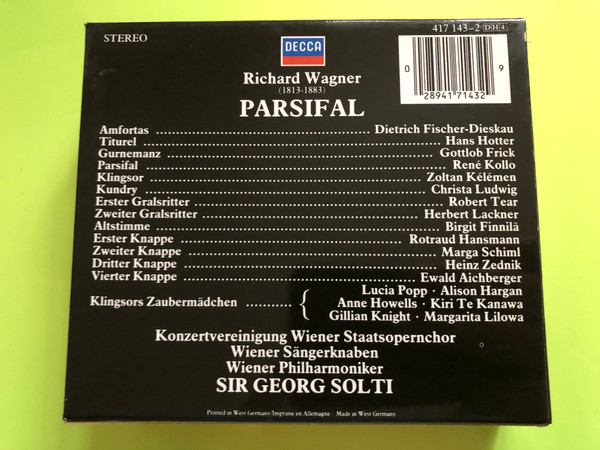 STEREO
DECCA
417 143-2 DH 4
0 28941 71432 9
Richard Wagner
(1813-1883)
PARSIFAL
Amfortas ........ Dietrich Fischer-Dieskau
Titurel ........ Hans Hotter
Gurnemanz ........ Gottlob Frick
Parsifal ........ René Kollo
Klingsor ........ Zoltan Kélémen
Kundry ........ Christa Ludwig
Erster Gralsritter ........ Robert Tear
Zweiter Gralsritter ........ Herbert Lackner
Altstimme ........ Birgit Finnilä
Erster Knappe ........ Rotraud Hansmann
Zweiter Knappe ........ Marga Schiml
Dritter Knappe ........ Heinz Zednik
Vierter Knappe ........ Ewald Aichberger
Klingsors Zaubermädchen ........ { Lucia Popp · Alison Hargan
Anne Howells · Kiri Te Kanawa
Gillian Knight · Margarita Lilowa
Konzertvereinigung Wiener Staatsopernchor
Wiener Sängerknaben
Wiener Philharmoniker
SIR GEORG SOLTI
Printed in West Germany/Imprimé en Allemagne Made in West Germany